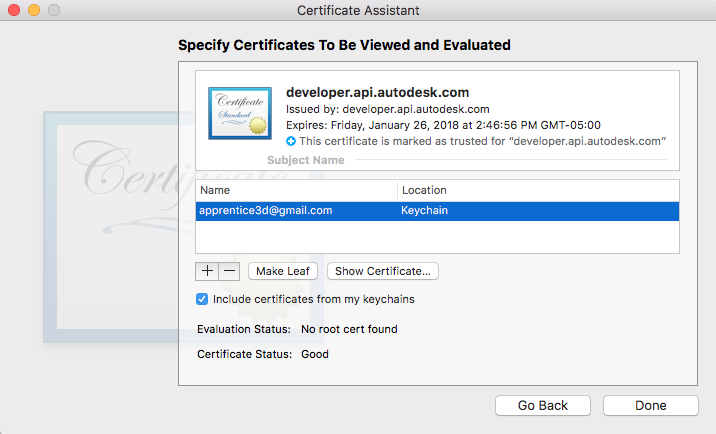 Certificate Assistant
Specify Certificates To Be Viewed and Evaluated
Certificate
Standard
developer.api.autodesk.com
Issued by: developer.api.autodesk.com
Expires: Friday, January 26, 2018 at 2:46:56 PM GMT-05:00
This certificate is marked as trusted for “developer.api.autodesk.com”
Subject Name
Name Location
apprentice3d@gmail.com Keychain
+ − Make Leaf Show Certificate...
Include certificates from my keychains
Evaluation Status: No root cert found
Certificate Status: Good
Go Back Done
Certificate